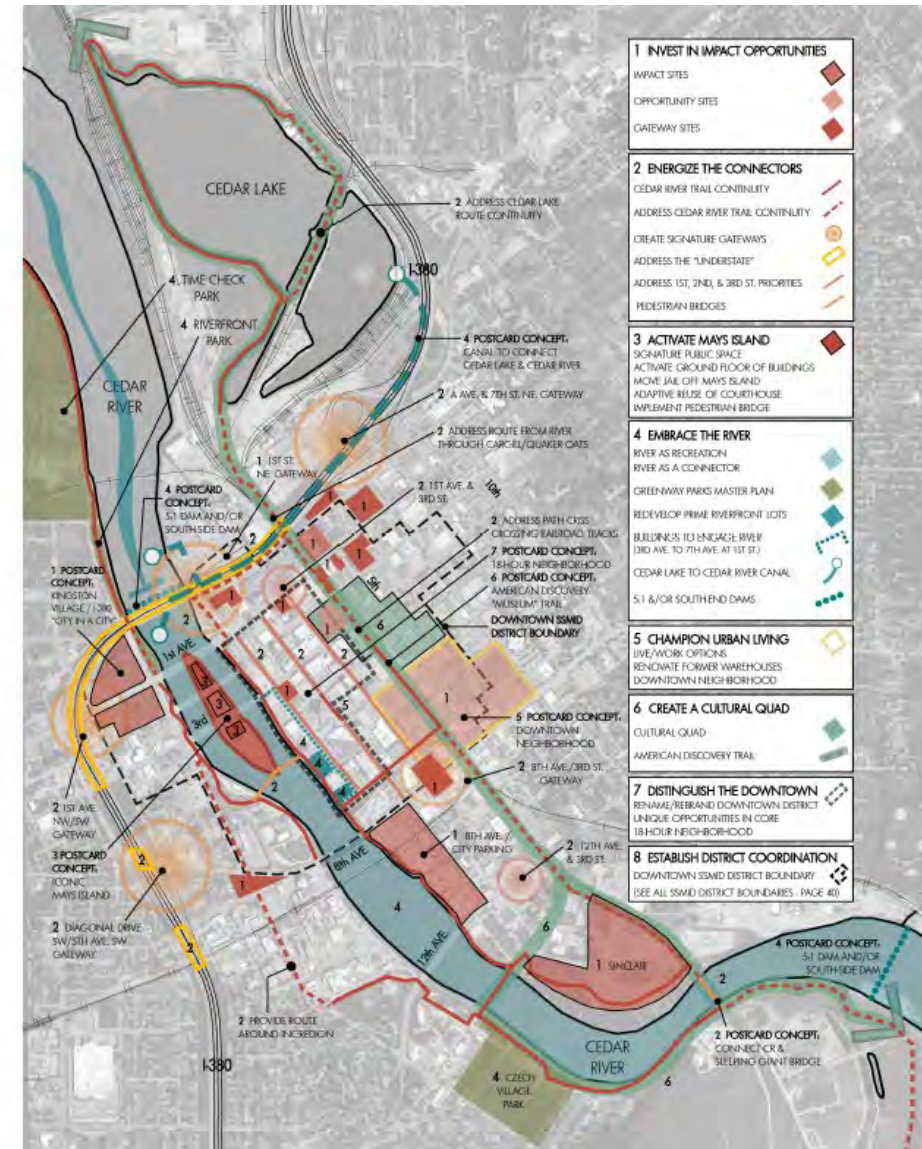 CEDAR LAKE
2 ADDRESS CEDAR LAKE
ROUTE CONTINUITY
I-380
4 TIME CHECK
PARK
4 RIVERFRONT
PARK
CEDAR
RIVER
4 POSTCARD CONCEPT:
CANAL TO CONNECT
CEDAR LAKE & CEDAR RIVER
2 A AVE. & 7TH ST. NE. GATEWAY
2 ADDRESS ROUTE FROM RIVER
THROUGH CARGILL/QUAKER OATS
1 1ST ST.
NE. GATEWAY
2 1ST AVE. &
3RD ST.
10th
4 POSTCARD
CONCEPT:
5:1 DAM AND/OR
SOUTH-SIDE DAM
2 ADDRESS PATH CRISS
CROSSING RAILROAD TRACKS
7 POSTCARD CONCEPT:
18-HOUR NEIGHBORHOOD
6 POSTCARD CONCEPT:
AMERICAN DISCOVERY
"MUSEUM" TRAIL
DOWNTOWN SSMID
DISTRICT BOUNDARY
5th
1 POSTCARD
CONCEPT:
KINGSTON
VILLAGE / I-380
"CITY IN A CITY"
1st AVE.
3rd
5 POSTCARD CONCEPT:
DOWNTOWN
NEIGHBORHOOD
2 8TH AVE./3RD ST.
GATEWAY
2 1ST AVE.
NW/SW
GATEWAY
3 POSTCARD
CONCEPT:
ICONIC
MAYS ISLAND
2 DIAGONAL DRIVE
SW/5TH AVE. SW
GATEWAY
8th AVE.
1 8TH AVE. /
CITY PARKING
2 12TH AVE.
& 3RD ST.
12th AVE.
1 SINCLAIR
4 POSTCARD CONCEPT:
5:1 DAM AND/OR
SOUTH-SIDE DAM
2 PROVIDE ROUTE
AROUND INGREDION
I-380
CEDAR
RIVER
2 POSTCARD CONCEPT:
CONNECT CR &
SLEEPING GIANT BRIDGE
4 CZECH
VILLAGE
PARK
1 INVEST IN IMPACT OPPORTUNITIES
IMPACT SITES
OPPORTUNITY SITES
GATEWAY SITES
2 ENERGIZE THE CONNECTORS
CEDAR RIVER TRAIL CONTINUITY
ADDRESS CEDAR RIVER TRAIL CONTINUITY
CREATE SIGNATURE GATEWAYS
ADDRESS THE "UNDERSTATE"
ADDRESS 1ST, 2ND, & 3RD ST. PRIORITIES
PEDESTRIAN BRIDGES
3 ACTIVATE MAYS ISLAND
SIGNATURE PUBLIC SPACE
ACTIVATE GROUND FLOOR OF BUILDINGS
MOVE JAIL OFF MAYS ISLAND
ADAPTIVE REUSE OF COURTHOUSE
IMPLEMENT PEDESTRIAN BRIDGE
4 EMBRACE THE RIVER
RIVER AS RECREATION
RIVER AS A CONNECTOR
GREENWAY PARKS MASTER PLAN
REDEVELOP PRIME RIVERFRONT LOTS
BUILDINGS TO ENGAGE RIVER
(3RD AVE. TO 7TH AVE. AT 1ST ST.)
CEDAR LAKE TO CEDAR RIVER CANAL
5:1 &/OR SOUTH-END DAMS
5 CHAMPION URBAN LIVING
LIVE/WORK OPTIONS
RENOVATE FORMER WAREHOUSES
DOWNTOWN NEIGHBORHOOD
6 CREATE A CULTURAL QUAD
CULTURAL QUAD
AMERICAN DISCOVERY TRAIL
7 DISTINGUISH THE DOWNTOWN
RENAME/REBRAND DOWNTOWN DISTRICT
UNIQUE OPPORTUNITIES IN CORE
18-HOUR NEIGHBORHOOD
8 ESTABLISH DISTRICT COORDINATION
DOWNTOWN SSMID DISTRICT BOUNDARY
(SEE ALL SSMID DISTRICT BOUNDARIES - PAGE 40)